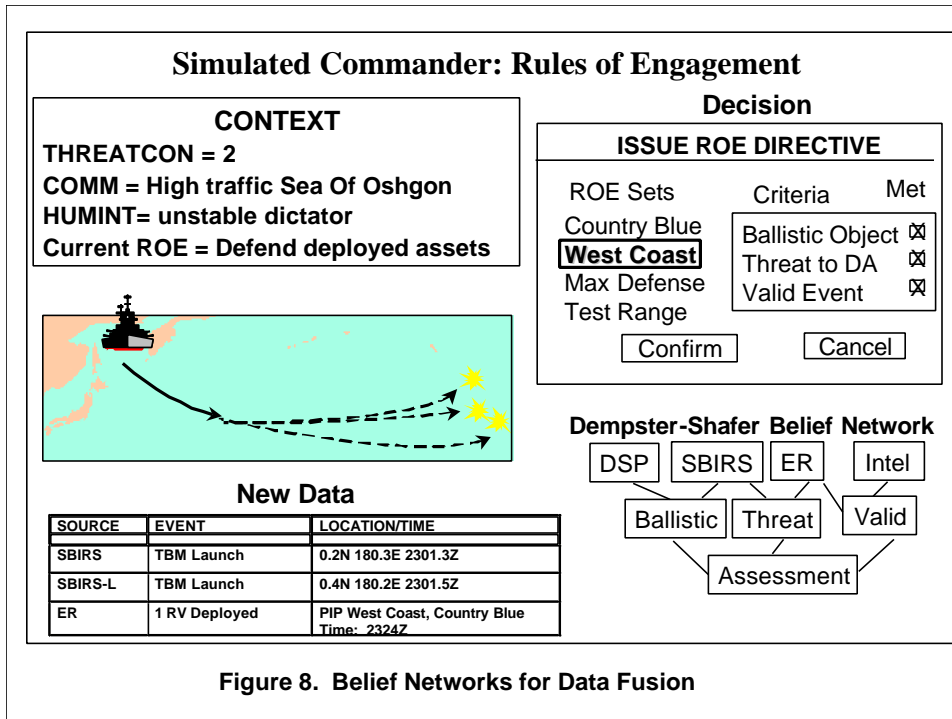 Simulated Commander: Rules of Engagement
CONTEXT
THREATCON = 2
COMM = High traffic Sea Of Oshgon
HUMINT= unstable dictator
Current ROE = Defend deployed assets
Decision
ISSUE ROE DIRECTIVE
ROE Sets
Country Blue
West Coast
Max Defense
Test Range
Criteria Met
Ballistic Object
Threat to DA
Valid Event
Confirm Cancel
New Data
SOURCE EVENT LOCATION/TIME
SBIRS TBM Launch 0.2N 180.3E 2301.3Z
SBIRS-L TBM Launch 0.4N 180.2E 2301.5Z
ER 1 RV Deployed PIP West Coast, Country Blue
Time: 2324Z
Dempster-Shafer Belief Network
DSP SBIRS ER Intel
Ballistic Threat Valid
Assessment
Figure 8. Belief Networks for Data Fusion